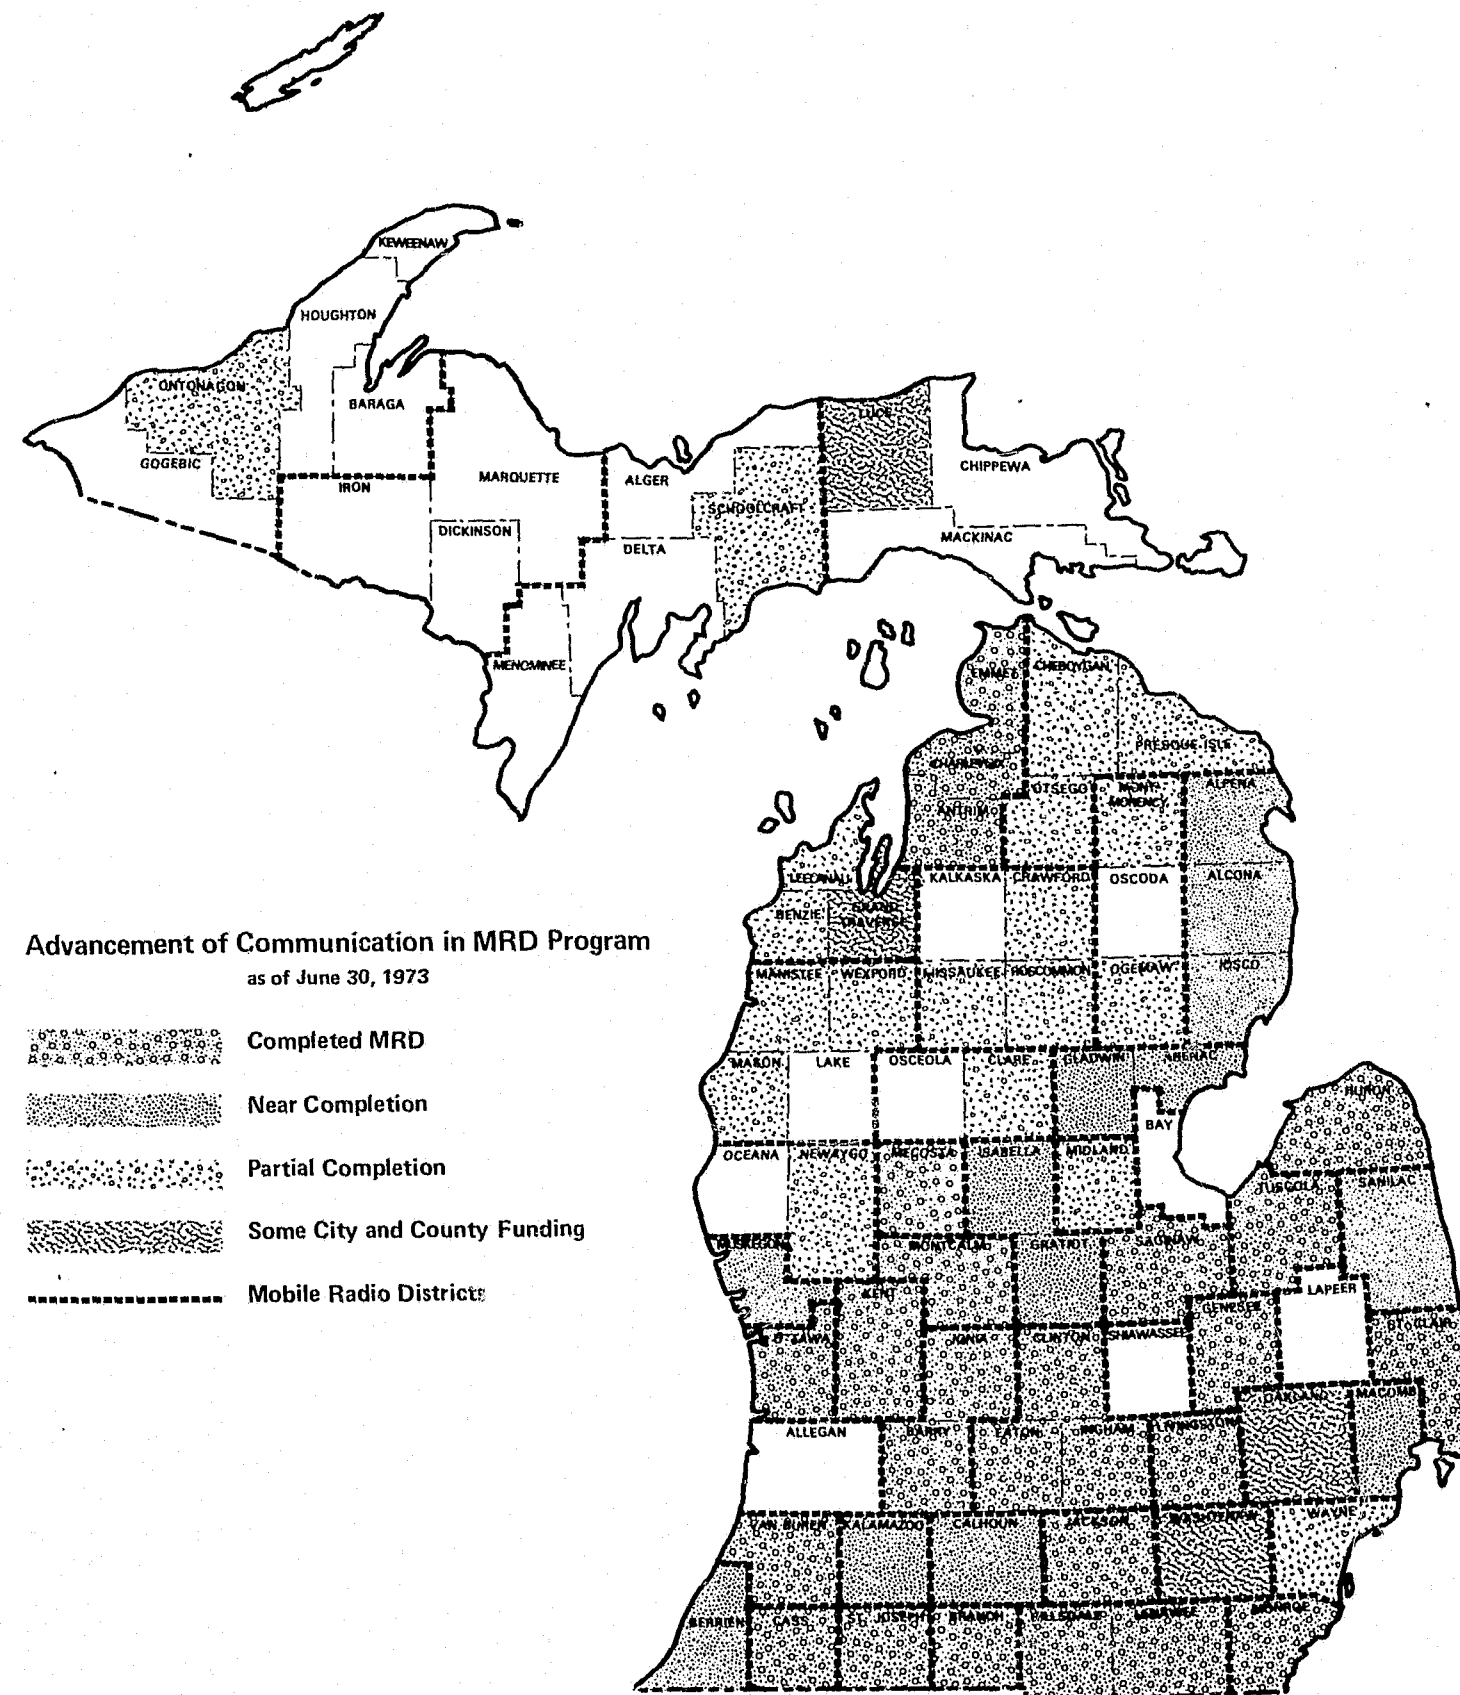 KEWEENAW
HOUGHTON
ONTONAGON
BARAGA
LUCE
GOGEBIC
CHIPPEWA
MARQUETTE
ALGER
IRON
SCHOOLCRAFT
DICKINSON
MACKINAC
DELTA
MENOMINEE
EMMET
CHEBOYGAN
PRESQUE ISLE
CHARLEVOIX
OTSEGO
MONT-
MORENCY
ALPENA
ANTRIM
LEELANAU
KALKASKA
CRAWFORD
OSCODA
ALCONA
BENZIE
GRAND
TRAVERSE
Advancement of Communication in MRD Program
as of June 30, 1973
MANISTEE
WEXFORD
MISSAUKEE
ROSCOMMON
OGEMAW
IOSCO
Completed MRD
MASON
LAKE
OSCEOLA
CLARE
GLADWIN
ARENAC
HURON
Near Completion
BAY
OCEANA
NEWAYGO
MECOSTA
ISABELLA
MIDLAND
Partial Completion
TUSCOLA
SANILAC
Some City and County Funding
MUSKEGON
MONTCALM
GRATIOT
SAGINAW
Mobile Radio Districts
KENT
LAPEER
GENESEE
OTTAWA
IONIA
CLINTON
SHIAWASSEE
ST. CLAIR
OAKLAND
MACOMB
ALLEGAN
BARRY
EATON
INGHAM
LIVINGSTON
VAN BUREN
KALAMAZOO
CALHOUN
JACKSON
WASHTENAW
WAYNE
BERRIEN
CASS
ST. JOSEPH
BRANCH
HILLSDALE
LENAWEE
MONROE